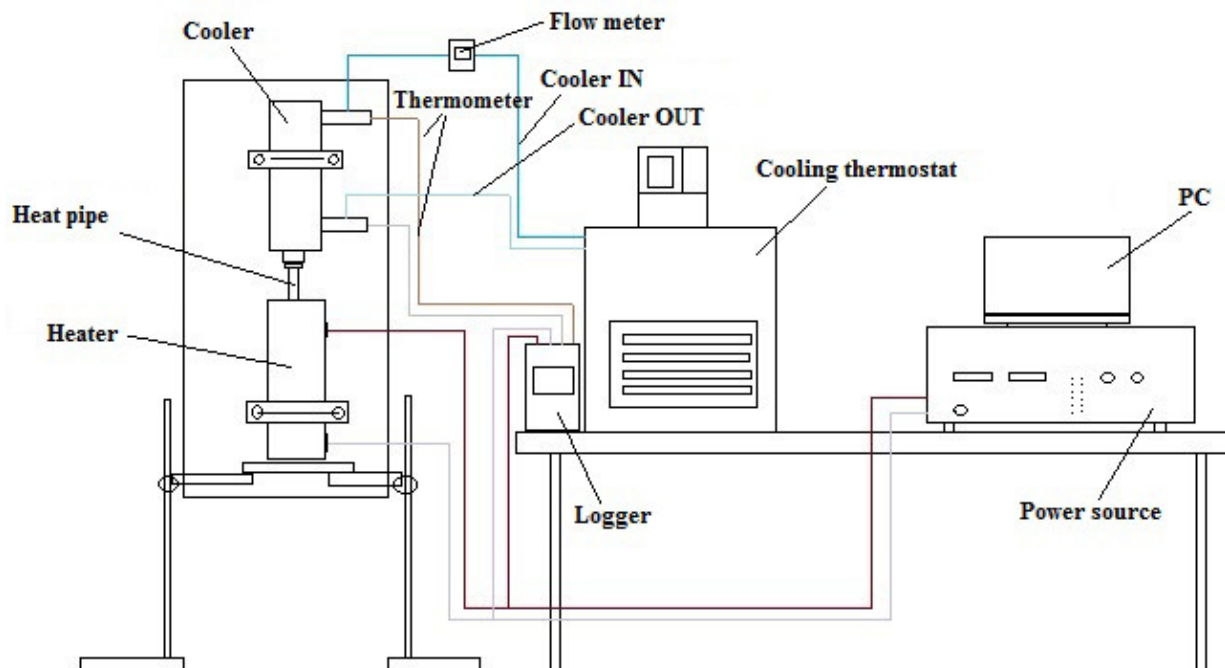 Flow meter
Cooler
Cooler IN
Thermometer
Cooler OUT
Cooling thermostat
PC
Heat pipe
Heater
Logger
Power source